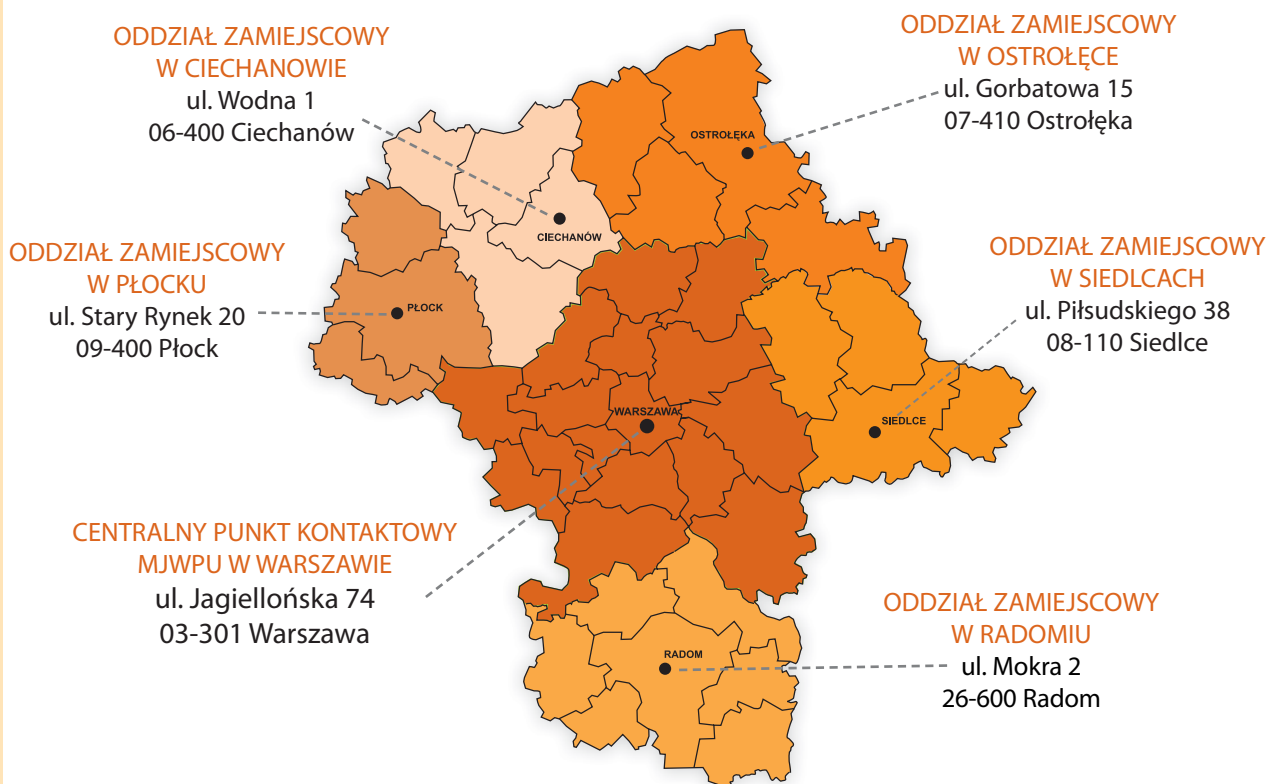 ODDZIAŁ ZAMIEJSCOWY
W CIECHANOWIE
ul. Wodna 1
06-400 Ciechanów
ODDZIAŁ ZAMIEJSCOWY
W OSTROŁĘCE
ul. Gorbatowa 15
07-410 Ostrołęka
OSTROŁĘKA
CIECHANÓW
ODDZIAŁ ZAMIEJSCOWY
W PŁOCKU
ul. Stary Rynek 20
09-400 Płock
PŁOCK
ODDZIAŁ ZAMIEJSCOWY
W SIEDLCACH
ul. Piłsudskiego 38
08-110 Siedlce
WARSZAWA
SIEDLCE
CENTRALNY PUNKT KONTAKTOWY
MJWPU W WARSZAWIE
ul. Jagiellońska 74
03-301 Warszawa
ODDZIAŁ ZAMIEJSCOWY
W RADOMIU
ul. Mokra 2
26-600 Radom
RADOM